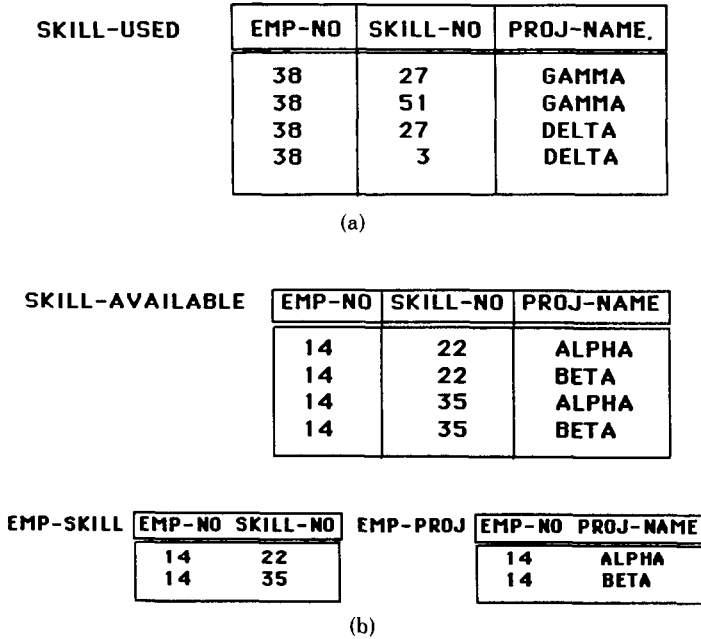 SKILL-USED EMP-NO SKILL-NO PROJ-NAME.
38 27 GAMMA
38 51 GAMMA
38 27 DELTA
38 3 DELTA
(a)
SKILL-AVAILABLE EMP-NO SKILL-NO PROJ-NAME
14 22 ALPHA
14 22 BETA
14 35 ALPHA
14 35 BETA
EMP-SKILL EMP-NO SKILL-NO EMP-PROJ EMP-NO PROJ-NAME
14 22 14 ALPHA
14 35 14 BETA
(b)